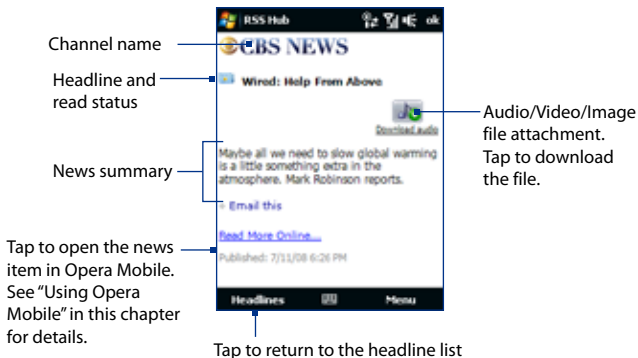 RSS Hub
ok
Channel name
CBS NEWS
Headline and
read status
Wired: Help From Above
Download audio
Audio/Video/Image
file attachment.
Tap to download
the file.
News summary
Maybe all we need to slow global warming
is a little something extra in the
atmosphere. Mark Robinson reports.
Email this
Read More Online...
Published: 7/11/08 6:26 PM
Tap to open the news
item in Opera Mobile.
See “Using Opera
Mobile” in this chapter
for details.
Headlines
Menu
Tap to return to the headline list